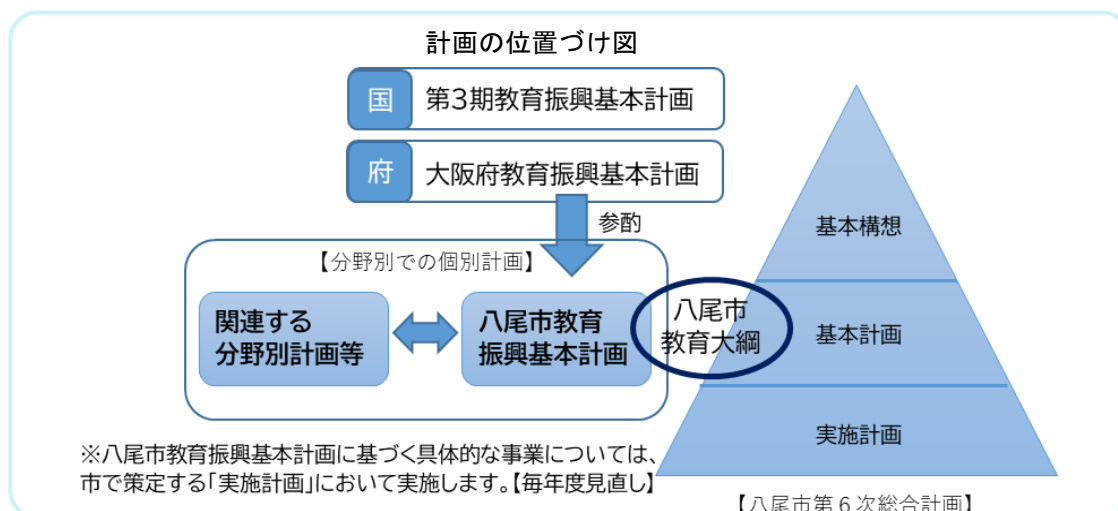 計画の位置づけ図
国 第3期教育振興基本計画
府 大阪府教育振興基本計画
参酌
【分野別での個別計画】
関連する
分野別計画等
八尾市教育
振興基本計画
八尾市
教育大綱
基本構想
基本計画
実施計画
※八尾市教育振興基本計画に基づく具体的な事業については、
市で策定する「実施計画」において実施します。【毎年度見直し】
【八尾市第6次総合計画】